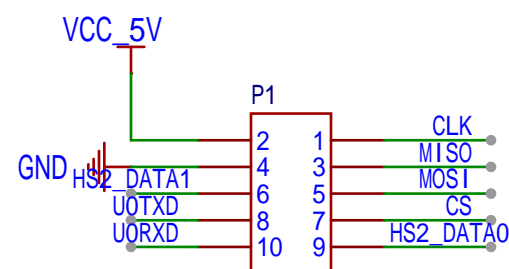 VCC_5V
P1
2 1 CLK
GND 4 3 MISO
HS2_DATA1 6 5 MOSI
U0TXD 8 7 CS
U0RXD 10 9 HS2_DATA0